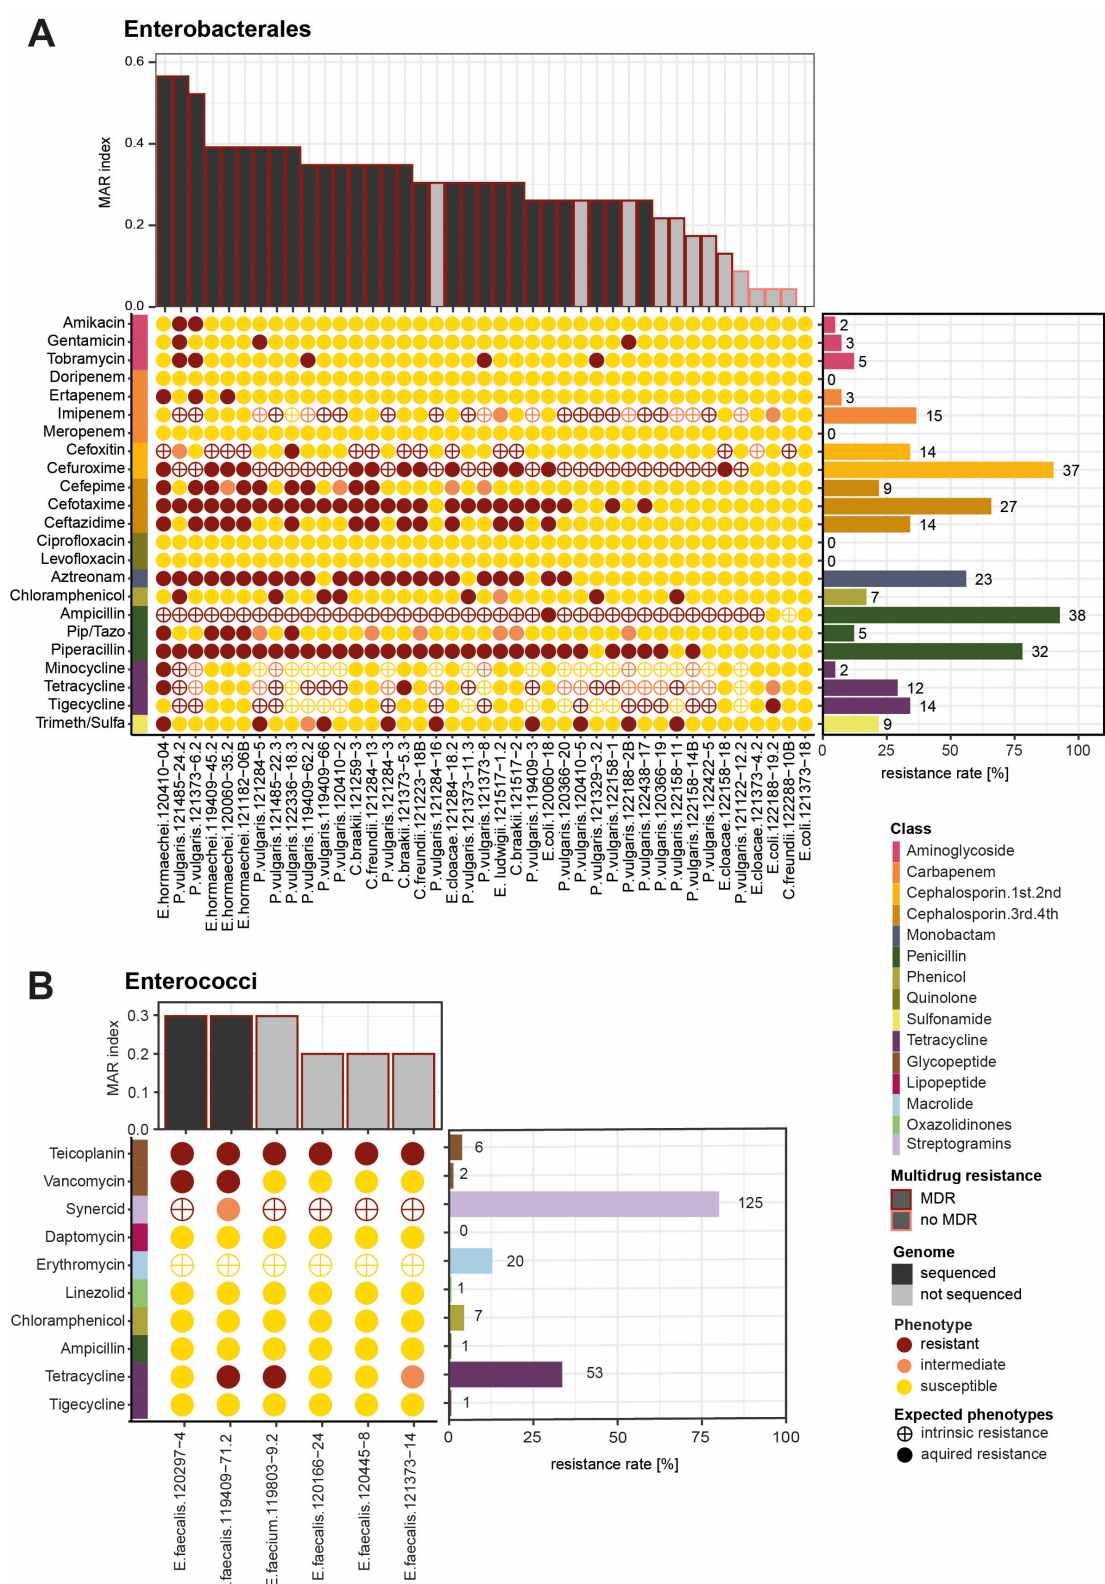 A
Enterobacterales
MAR index
0.6
0.4
0.2
0.0
Amikacin
2
Gentamicin
3
Tobramycin
5
Doripenem
0
Ertapenem
3
Imipenem
15
Meropenem
0
Cefoxitin
14
Cefuroxime
37
Cefepime
9
Cefotaxime
27
Ceftazidime
14
Ciprofloxacin
0
Levofloxacin
0
Aztreonam
23
Chloramphenicol
7
Ampicillin
38
Pip/Tazo
5
Piperacillin
32
Minocycline
2
Tetracycline
12
Tigecycline
14
Trimeth/Sulfa
9
0 25 50 75 100
resistance rate [%]
E.hormaechei.120410−04
P.vulgaris.121485−24.2
P.vulgaris.121373−6.2
E.hormaechei.119409−45.2
E.hormaechei.120060−35.2
E.hormaechei.121182−06B
P.vulgaris.121284−5
P.vulgaris.121485−22.3
P.vulgaris.122336−18.3
P.vulgaris.119409−62.2
P.vulgaris.119409−66
P.vulgaris.120410−2
C.braakii.121259−3
C.freundii.121284−13
P.vulgaris.121284−3
C.braakii.121373−5.3
C.freundii.121223−18B
P.vulgaris.121284−16
E.cloacae.121284−18.2
P.vulgaris.121373−11.3
P.vulgaris.121373−8
E. ludwigii.121517−1.2
C.braakii.121517−2
P.vulgaris.119409−3
E.coli.120060−18
P.vulgaris.120366−20
P.vulgaris.120410−5
P.vulgaris.121329−3.2
P.vulgaris.122158−1
P.vulgaris.122188−2B
P.vulgaris.122438−17
P.vulgaris.120366−19
P.vulgaris.122158−11
P.vulgaris.122158−14B
P.vulgaris.122422−5
E.cloacae.122158−18
P.vulgaris.121122−12.2
E.cloacae.121373−4.2
E.coli.122188−19.2
C.freundii.122288−10B
E.coli.121373−18
Class
Aminoglycoside
Carbapenem
Cephalosporin.1st.2nd
Cephalosporin.3rd.4th
Monobactam
Penicillin
Phenicol
Quinolone
Sulfonamide
Tetracycline
Glycopeptide
Lipopeptide
Macrolide
Oxazolidinones
Streptogramins
Multidrug resistance
MDR
no MDR
Genome
sequenced
not sequenced
Phenotype
resistant
intermediate
susceptible
Expected phenotypes
intrinsic resistance
aquired resistance
B
Enterococci
MAR index
0.3
0.2
0.1
0.0
Teicoplanin
6
Vancomycin
2
Synercid
125
Daptomycin
0
Erythromycin
20
Linezolid
1
Chloramphenicol
7
Ampicillin
1
Tetracycline
53
Tigecycline
1
0 25 50 75 100
resistance rate [%]
E.faecalis.120297−4
.faecalis.119409−71.2
E.faecium.119803−9.2
E.faecalis.120166−24
E.faecalis.120445−8
E.faecalis.121373−14